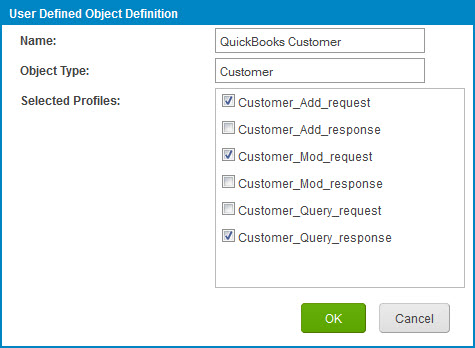 User Defined Object Definition
Name: QuickBooks Customer
Object Type: Customer
Selected Profiles: Customer_Add_request
Customer_Add_response
Customer_Mod_request
Customer_Mod_response
Customer_Query_request
Customer_Query_response
OK Cancel